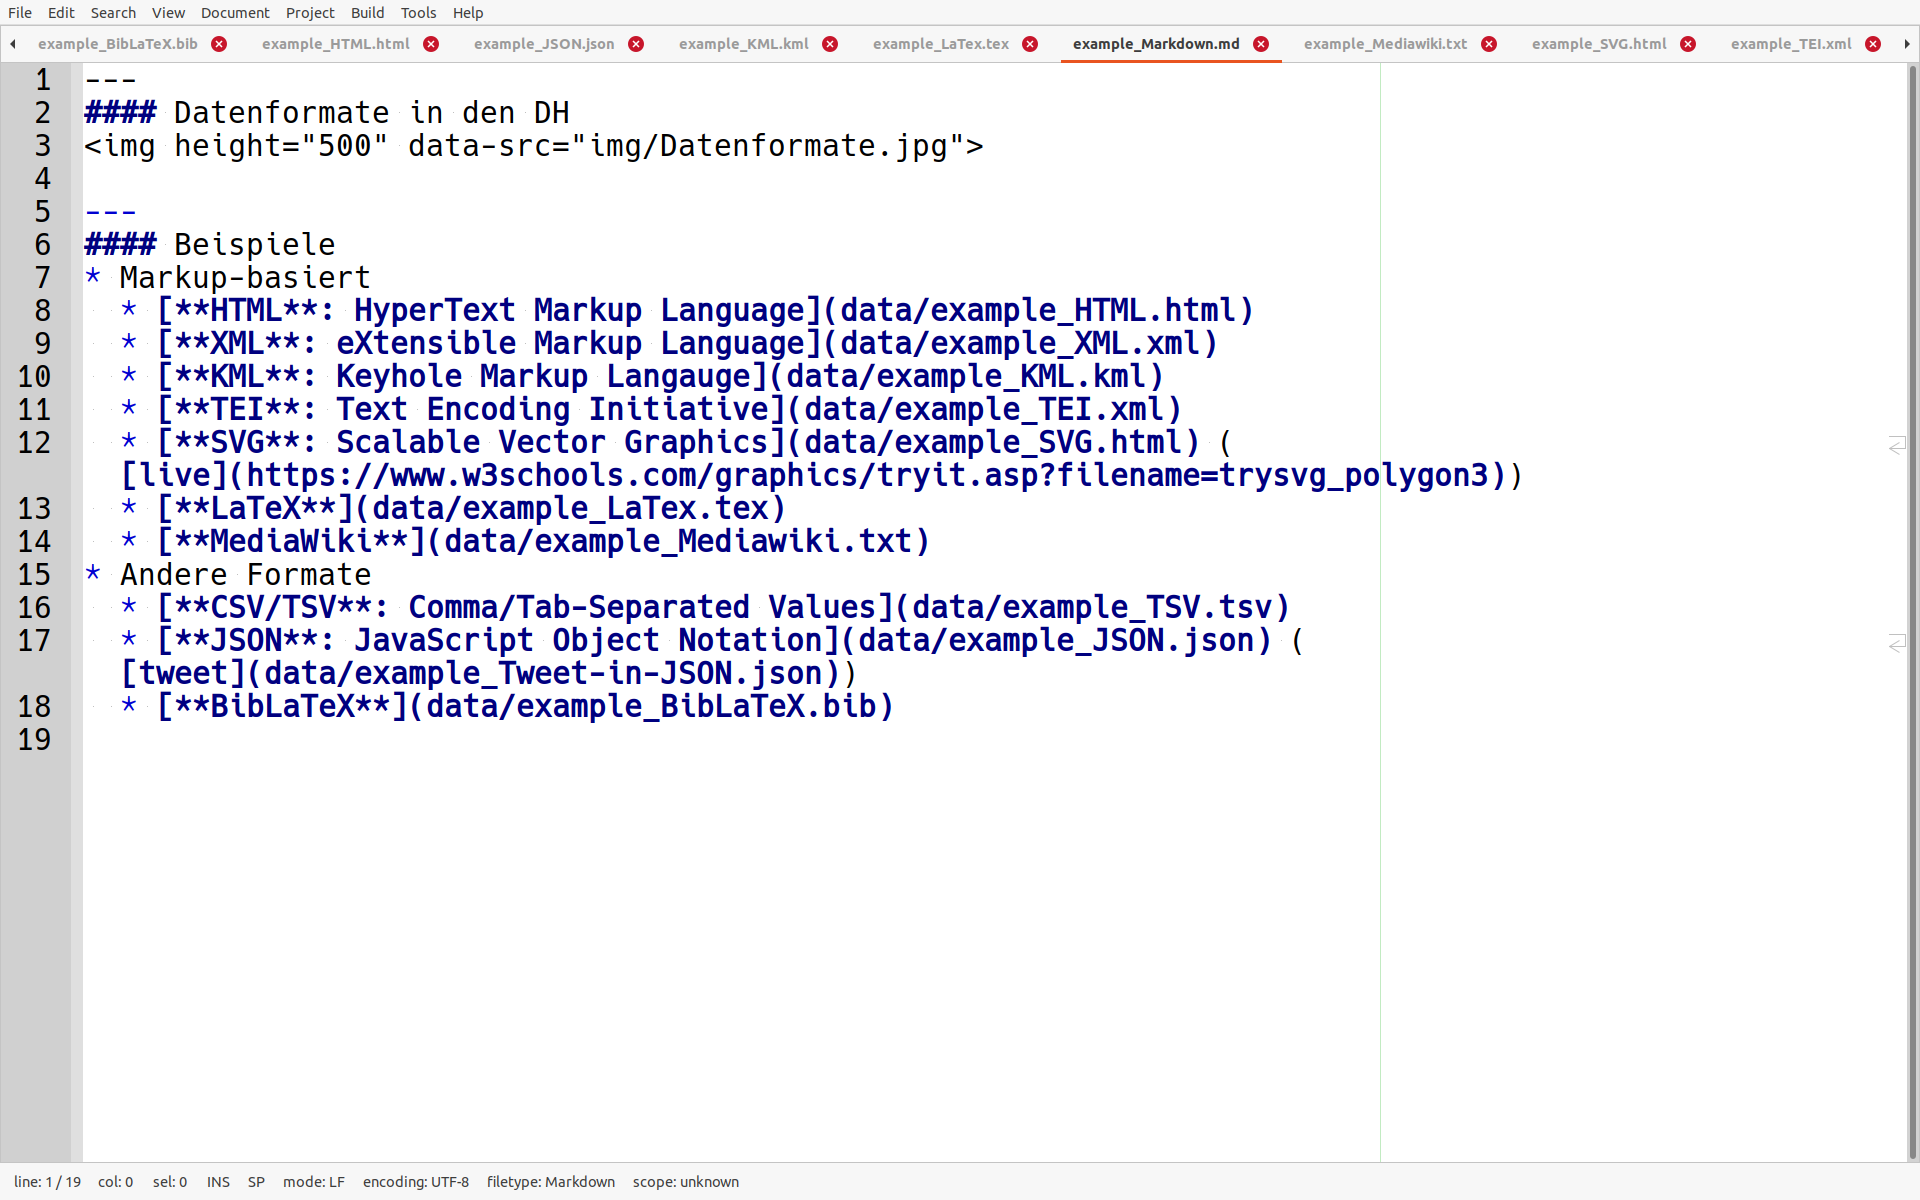 File Edit Search View Document Project Build Tools Help
example_BibLaTeX.bib example_HTML.html example_JSON.json example_KML.kml example_LaTex.tex example_Markdown.md example_Mediawiki.txt example_SVG.html example_TEI.xml
1 ---
2 #### Datenformate in den DH
3 <img height="500" data-src="img/Datenformate.jpg">
4
5 ---
6 #### Beispiele
7 * Markup-basiert
8   * [**HTML**: HyperText Markup Language](data/example_HTML.html)
9   * [**XML**: eXtensible Markup Language](data/example_XML.xml)
10   * [**KML**: Keyhole Markup Langauge](data/example_KML.kml)
11   * [**TEI**: Text Encoding Initiative](data/example_TEI.xml)
12   * [**SVG**: Scalable Vector Graphics](data/example_SVG.html) (
[live](https://www.w3schools.com/graphics/tryit.asp?filename=trysvg_polygon3))
13   * [**LaTeX**](data/example_LaTex.tex)
14   * [**MediaWiki**](data/example_Mediawiki.txt)
15 * Andere Formate
16   * [**CSV/TSV**: Comma/Tab-Separated Values](data/example_TSV.tsv)
17   * [**JSON**: JavaScript Object Notation](data/example_JSON.json) (
[tweet](data/example_Tweet-in-JSON.json))
18   * [**BibLaTeX**](data/example_BibLaTeX.bib)
19
line: 1 / 19 col: 0 sel: 0 INS SP mode: LF encoding: UTF-8 filetype: Markdown scope: unknown